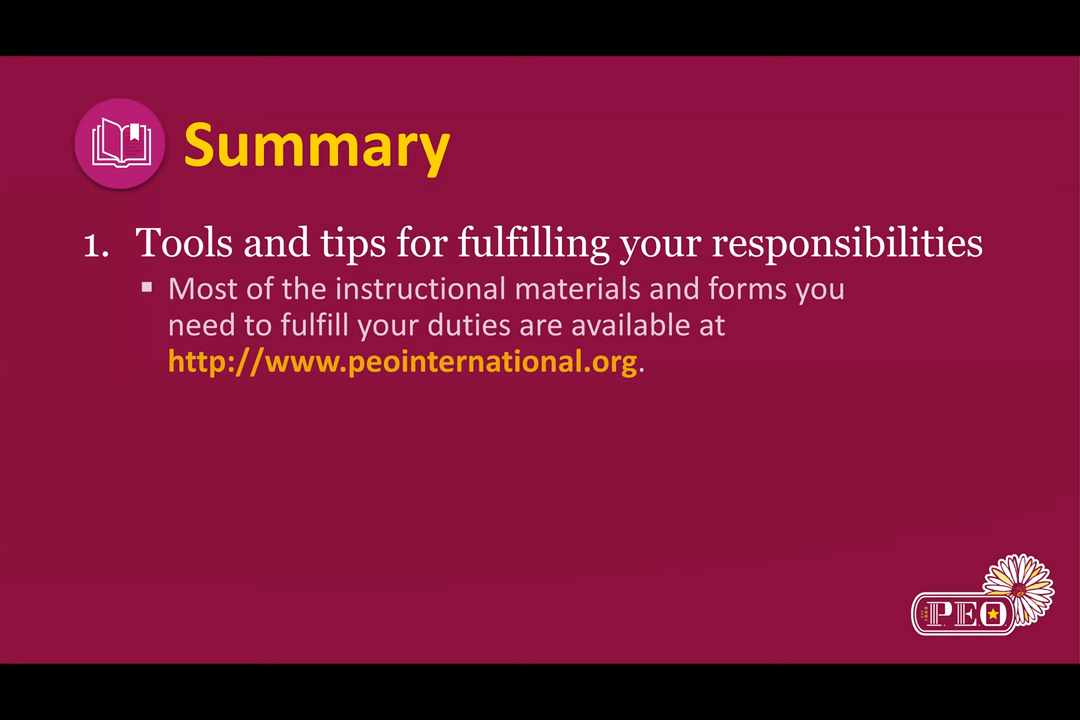 Summary
1. Tools and tips for fulfilling your responsibilities
▪ Most of the instructional materials and forms you
need to fulfill your duties are available at
http://www.peointernational.org.
PEO